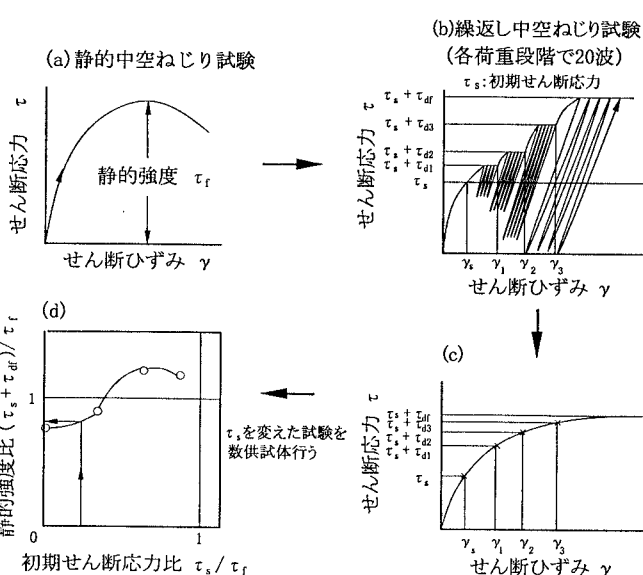 (a)静的中空ねじり試験
せん断応力 τ
静的強度 τf
せん断ひずみ γ
(b)繰返し中空ねじり試験
(各荷重段階で20波)
τs:初期せん断応力
せん断応力 τ
τs + τdf
τs + τd3
τs + τd2
τs + τd1
τs
γs γ1 γ2 γ3
せん断ひずみ γ
(c)
せん断応力 τ
τs + τdf
τs + τd3
τs + τd2
τs + τd1
τs
γs γ1 γ2 γ3
せん断ひずみ γ
τsを変えた試験を
数供試体行う
(d)
静的強度比 (τs+τdf)/τf
1
0
1
初期せん断応力比 τs/τf